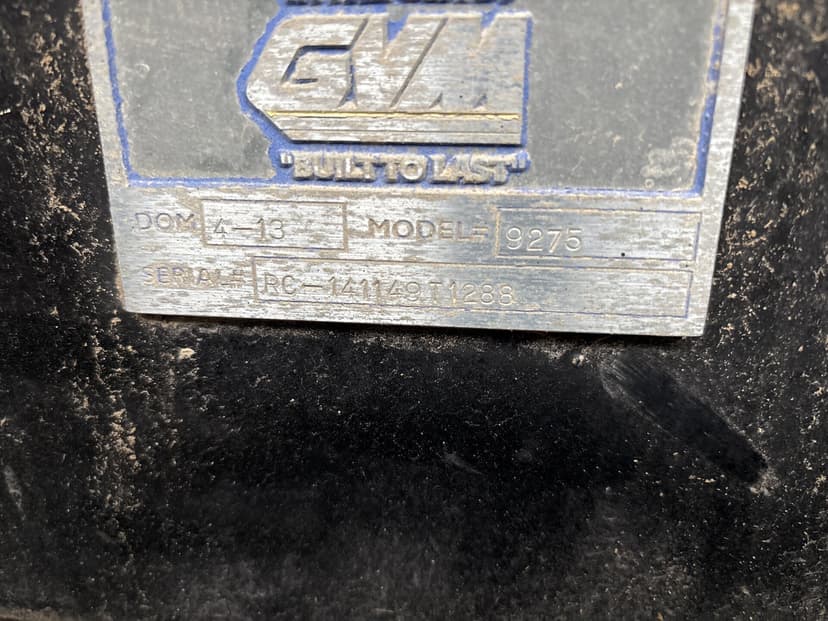 GVM
"BUILT TO LAST"
DOM 4-13 MODEL# 9275
SERIAL# RC-141149T1288